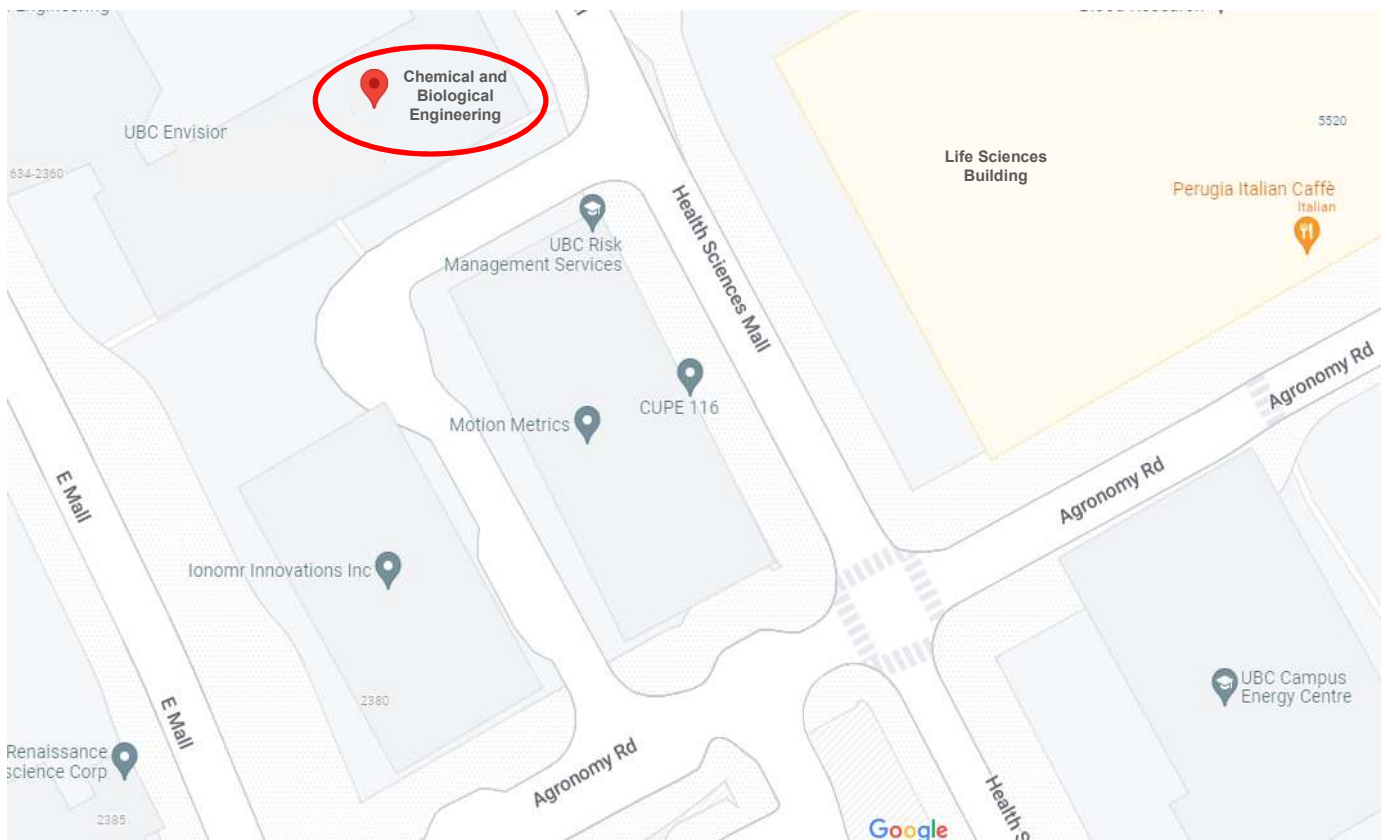 Engineering
Chemical and
Biological
Engineering
UBC Envision
634-2360
Life Sciences
Building
5520
Perugia Italian Caffè
Italian
UBC Risk
Management Services
Health Sciences Mall
CUPE 116
Motion Metrics
Agronomy Rd
Agronomy Rd
E Mall
Ionomr Innovations Inc
2380
UBC Campus
Energy Centre
E Mall
Renaissance
science Corp
Agronomy Rd
2385
Health S
Google